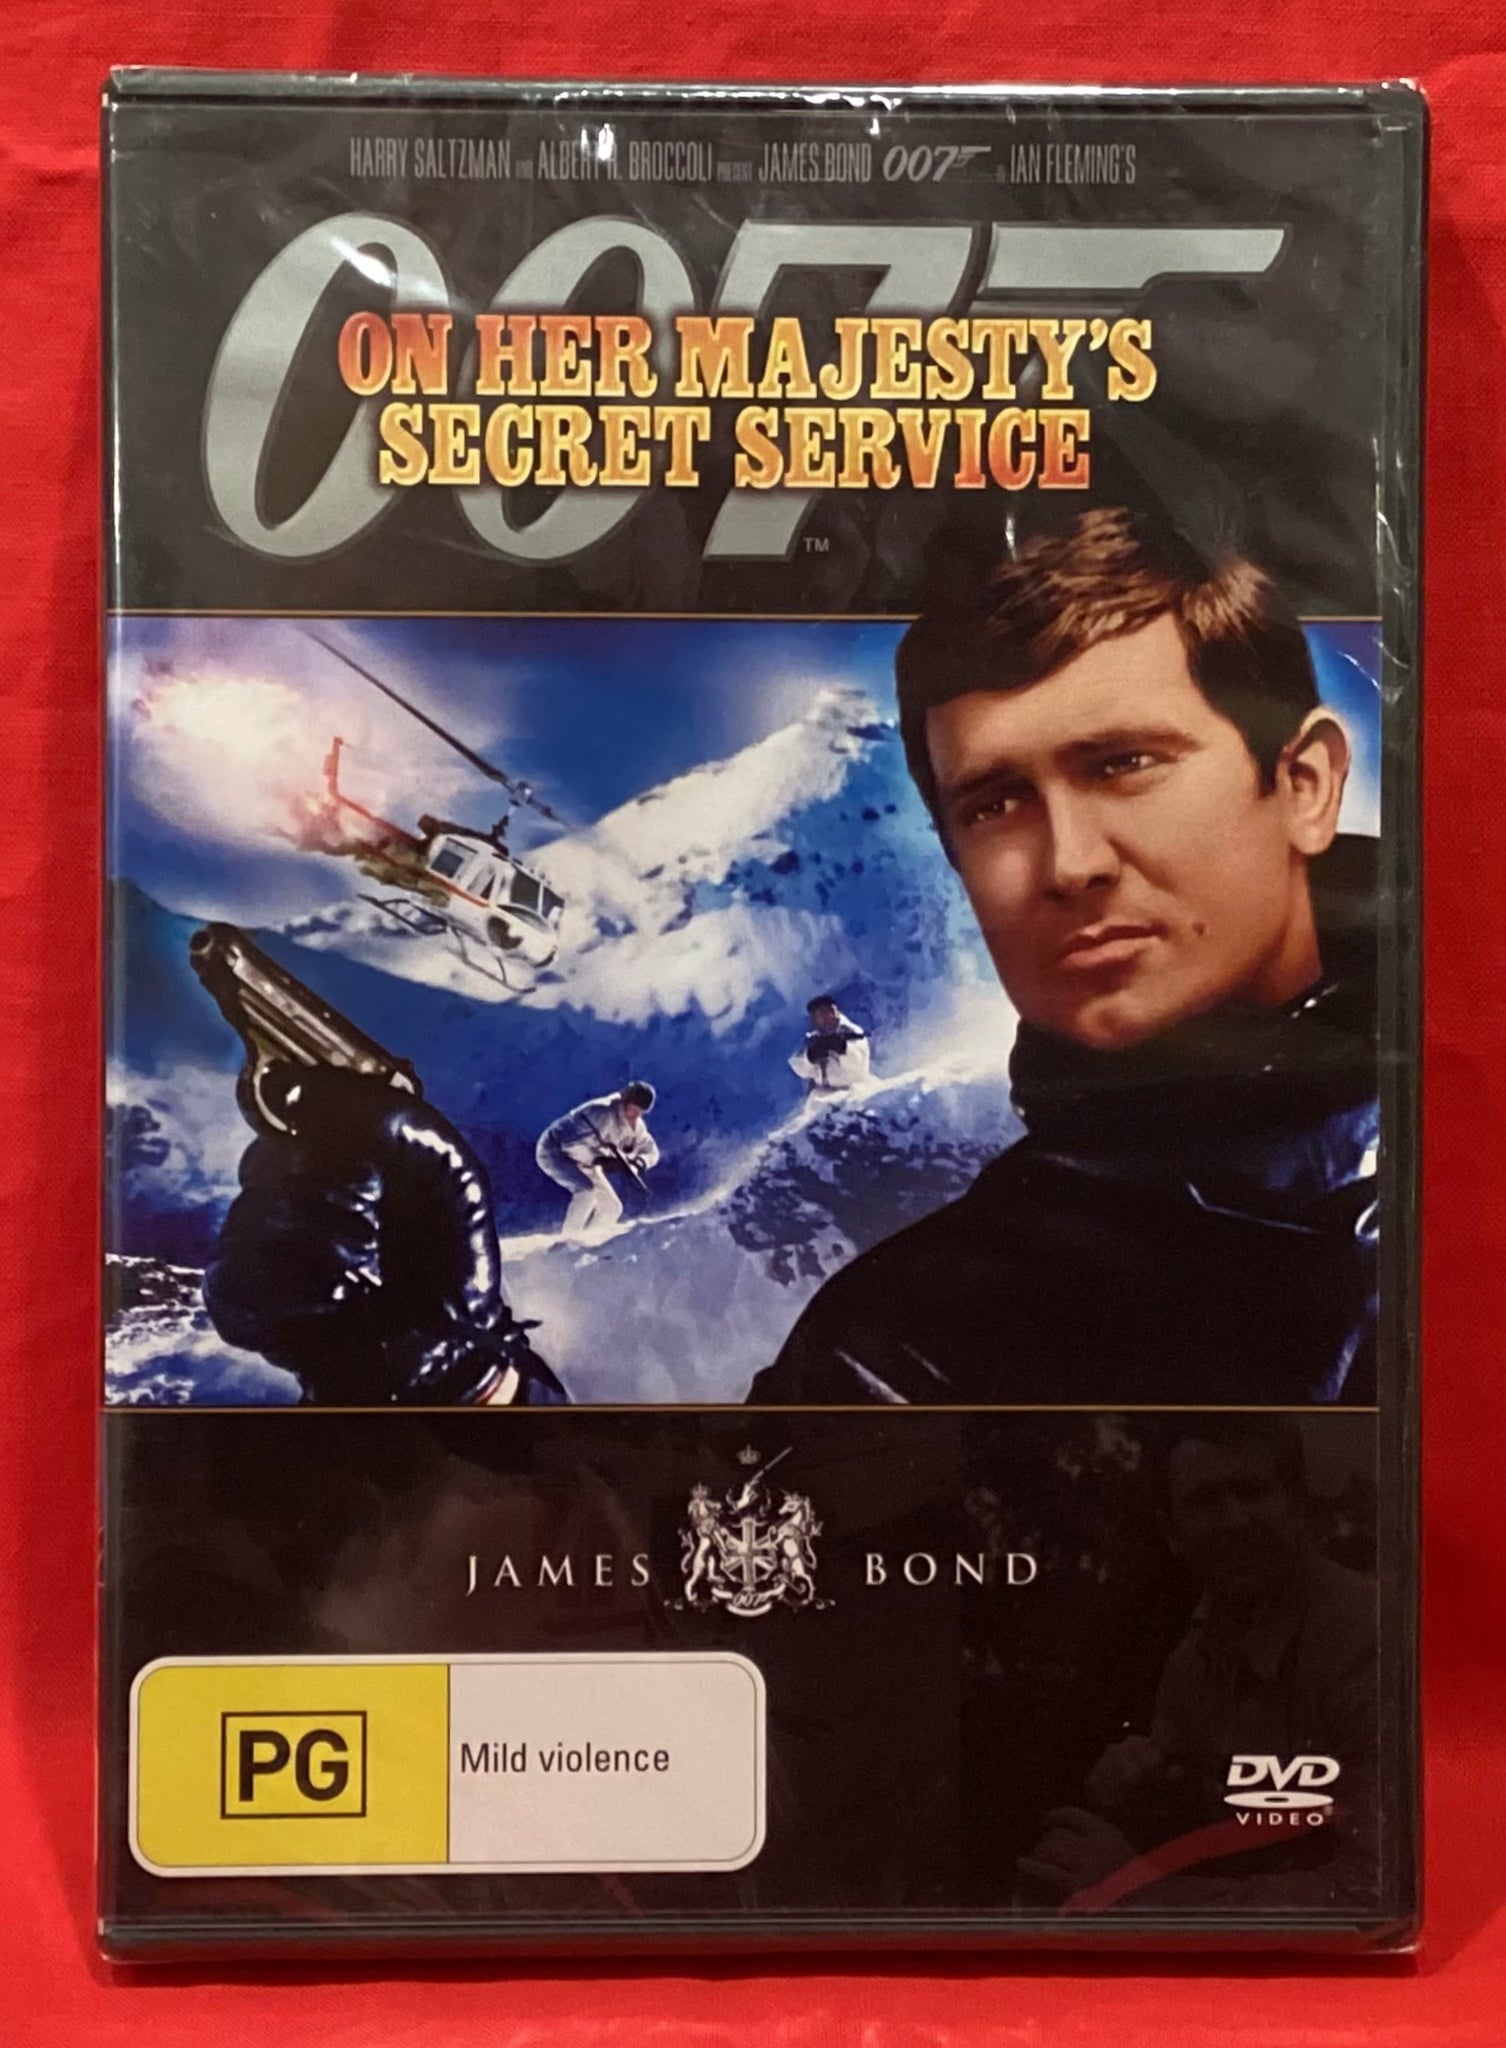 HARRY SALTZMAN AND ALBERT R. BROCCOLI PRESENT JAMES BOND 007 IN IAN FLEMING'S
007
ON HER MAJESTY'S
SECRET SERVICE
TM
JAMES BOND
007
PG
Mild violence
DVD
VIDEO